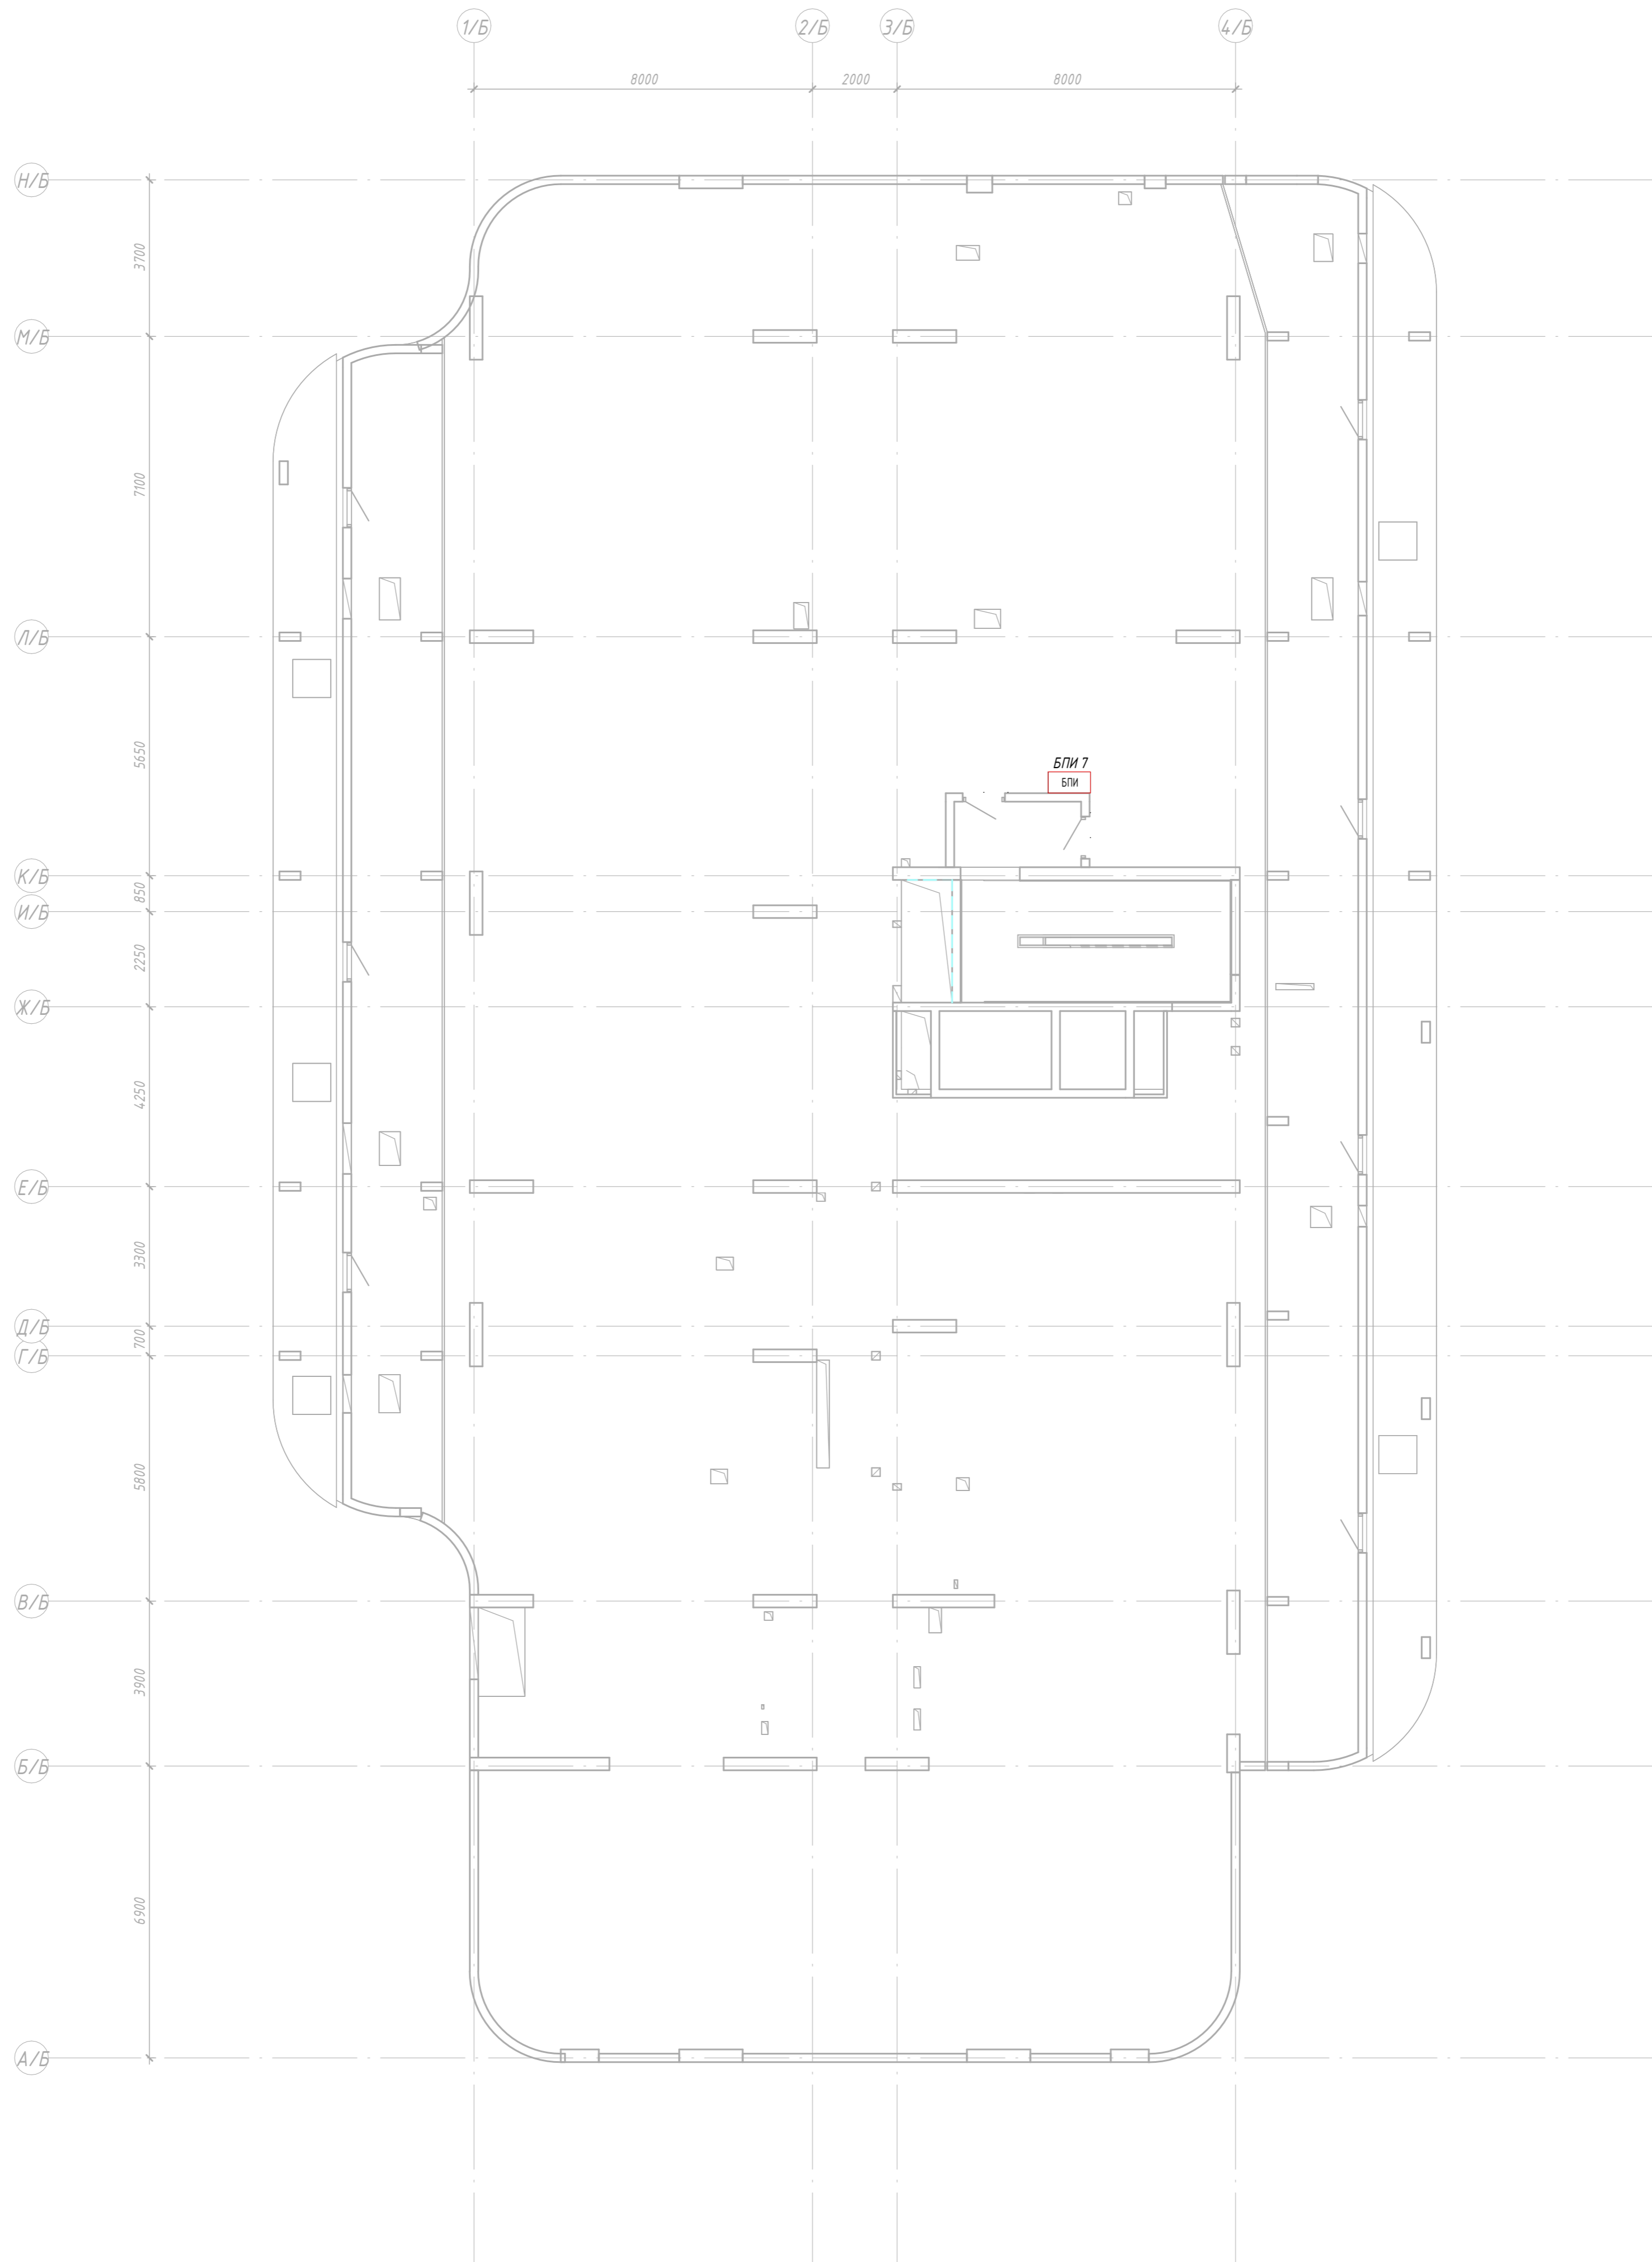 1/Б 2/Б 3/Б 4/Б
8000 2000 8000
Н/Б
3700
М/Б
7100
Л/Б
5650
БПИ 7
БПИ
К/Б
850
И/Б
2250
Ж/Б
4250
Е/Б
3300
Д/Б
700
Г/Б
5800
В/Б
3900
Б/Б
6900
А/Б